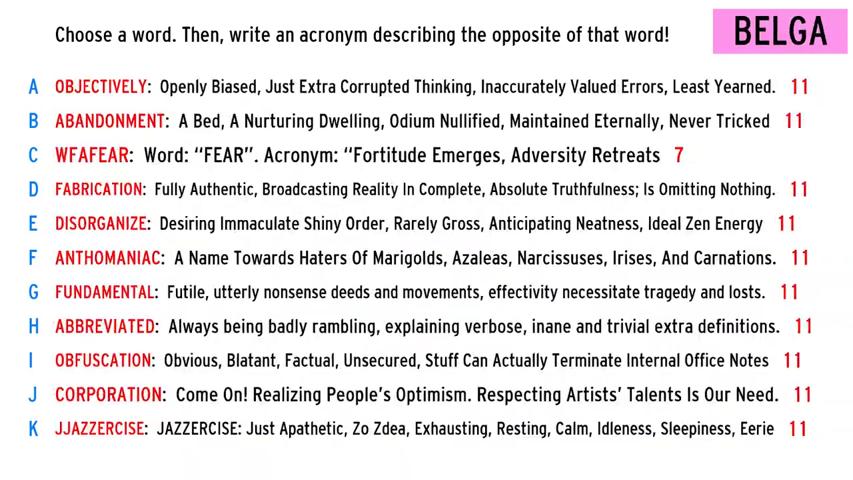 Choose a word. Then, write an acronym describing the opposite of that word!
BELGA
A OBJECTIVELY: Openly Biased, Just Extra Corrupted Thinking, Inaccurately Valued Errors, Least Yearned. 11
B ABANDONMENT: A Bed, A Nurturing Dwelling, Odium Nullified, Maintained Eternally, Never Tricked 11
C WFAFEAR: Word: “FEAR”. Acronym: “Fortitude Emerges, Adversity Retreats 7
D FABRICATION: Fully Authentic, Broadcasting Reality In Complete, Absolute Truthfulness; Is Omitting Nothing. 11
E DISORGANIZE: Desiring Immaculate Shiny Order, Rarely Gross, Anticipating Neatness, Ideal Zen Energy 11
F ANTHOMANIAC: A Name Towards Haters Of Marigolds, Azaleas, Narcissuses, Irises, And Carnations. 11
G FUNDAMENTAL: Futile, utterly nonsense deeds and movements, effectivity necessitate tragedy and losts. 11
H ABBREVIATED: Always being badly rambling, explaining verbose, inane and trivial extra definitions. 11
I OBFUSCATION: Obvious, Blatant, Factual, Unsecured, Stuff Can Actually Terminate Internal Office Notes 11
J CORPORATION: Come On! Realizing People’s Optimism. Respecting Artists’ Talents Is Our Need. 11
K JJAZZERCISE: JAZZERCISE: Just Apathetic, Zo Zdea, Exhausting, Resting, Calm, Idleness, Sleepiness, Eerie 11